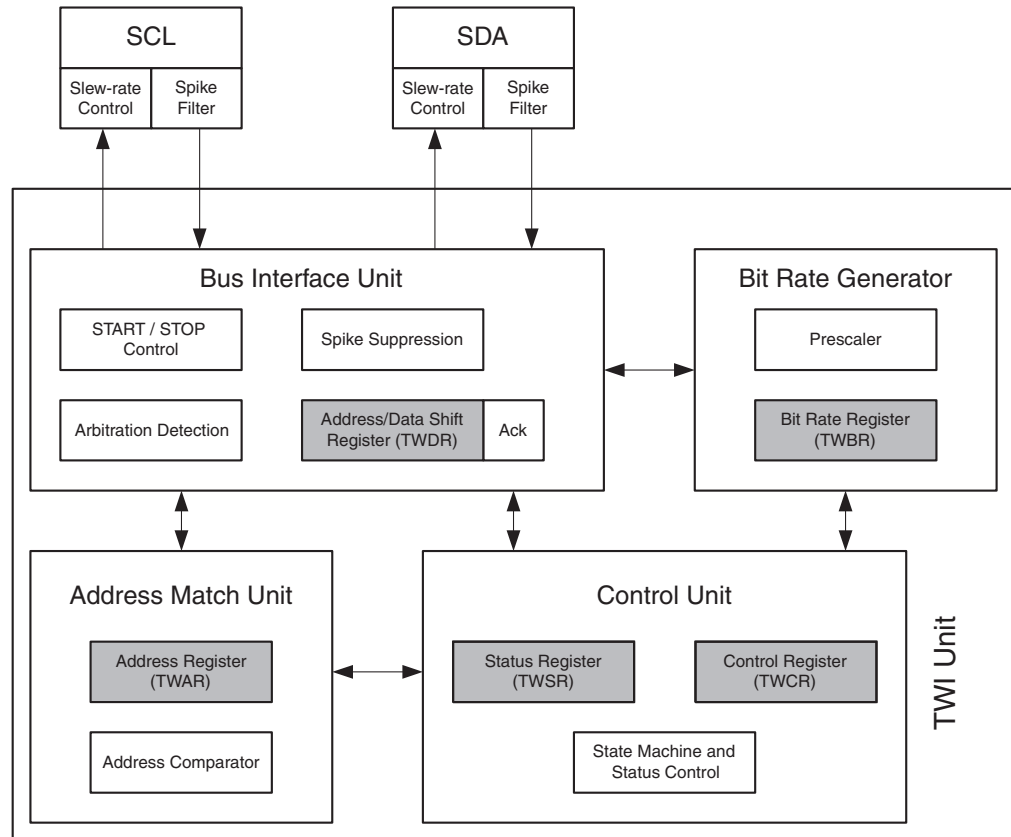 SCL
SDA
Slew-rate
Control
Spike
Filter
Slew-rate
Control
Spike
Filter
Bus Interface Unit
START / STOP
Control
Spike Suppression
Arbitration Detection
Address/Data Shift
Register (TWDR)
Ack
Bit Rate Generator
Prescaler
Bit Rate Register
(TWBR)
Address Match Unit
Address Register
(TWAR)
Address Comparator
Control Unit
Status Register
(TWSR)
Control Register
(TWCR)
State Machine and
Status Control
TWI Unit